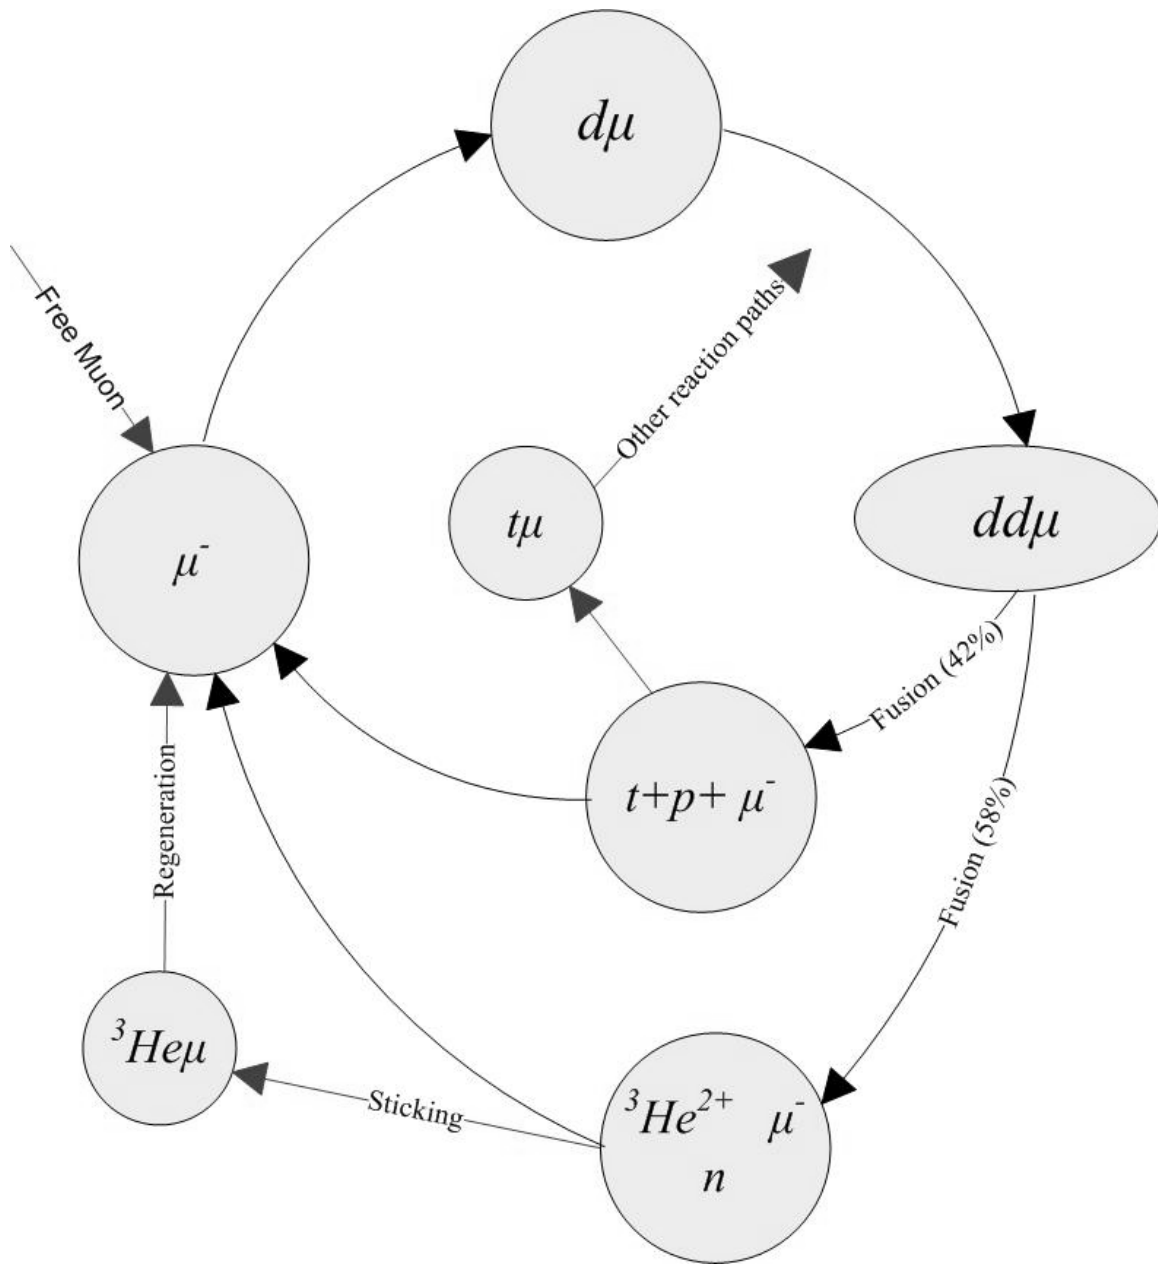 dμ
Free Muon
Other reaction paths
μ⁻
tμ
ddμ
Fusion (42%)
t+p+ μ⁻
Fusion (58%)
Regeneration
³Heμ
Sticking
³He²⁺ μ⁻
n